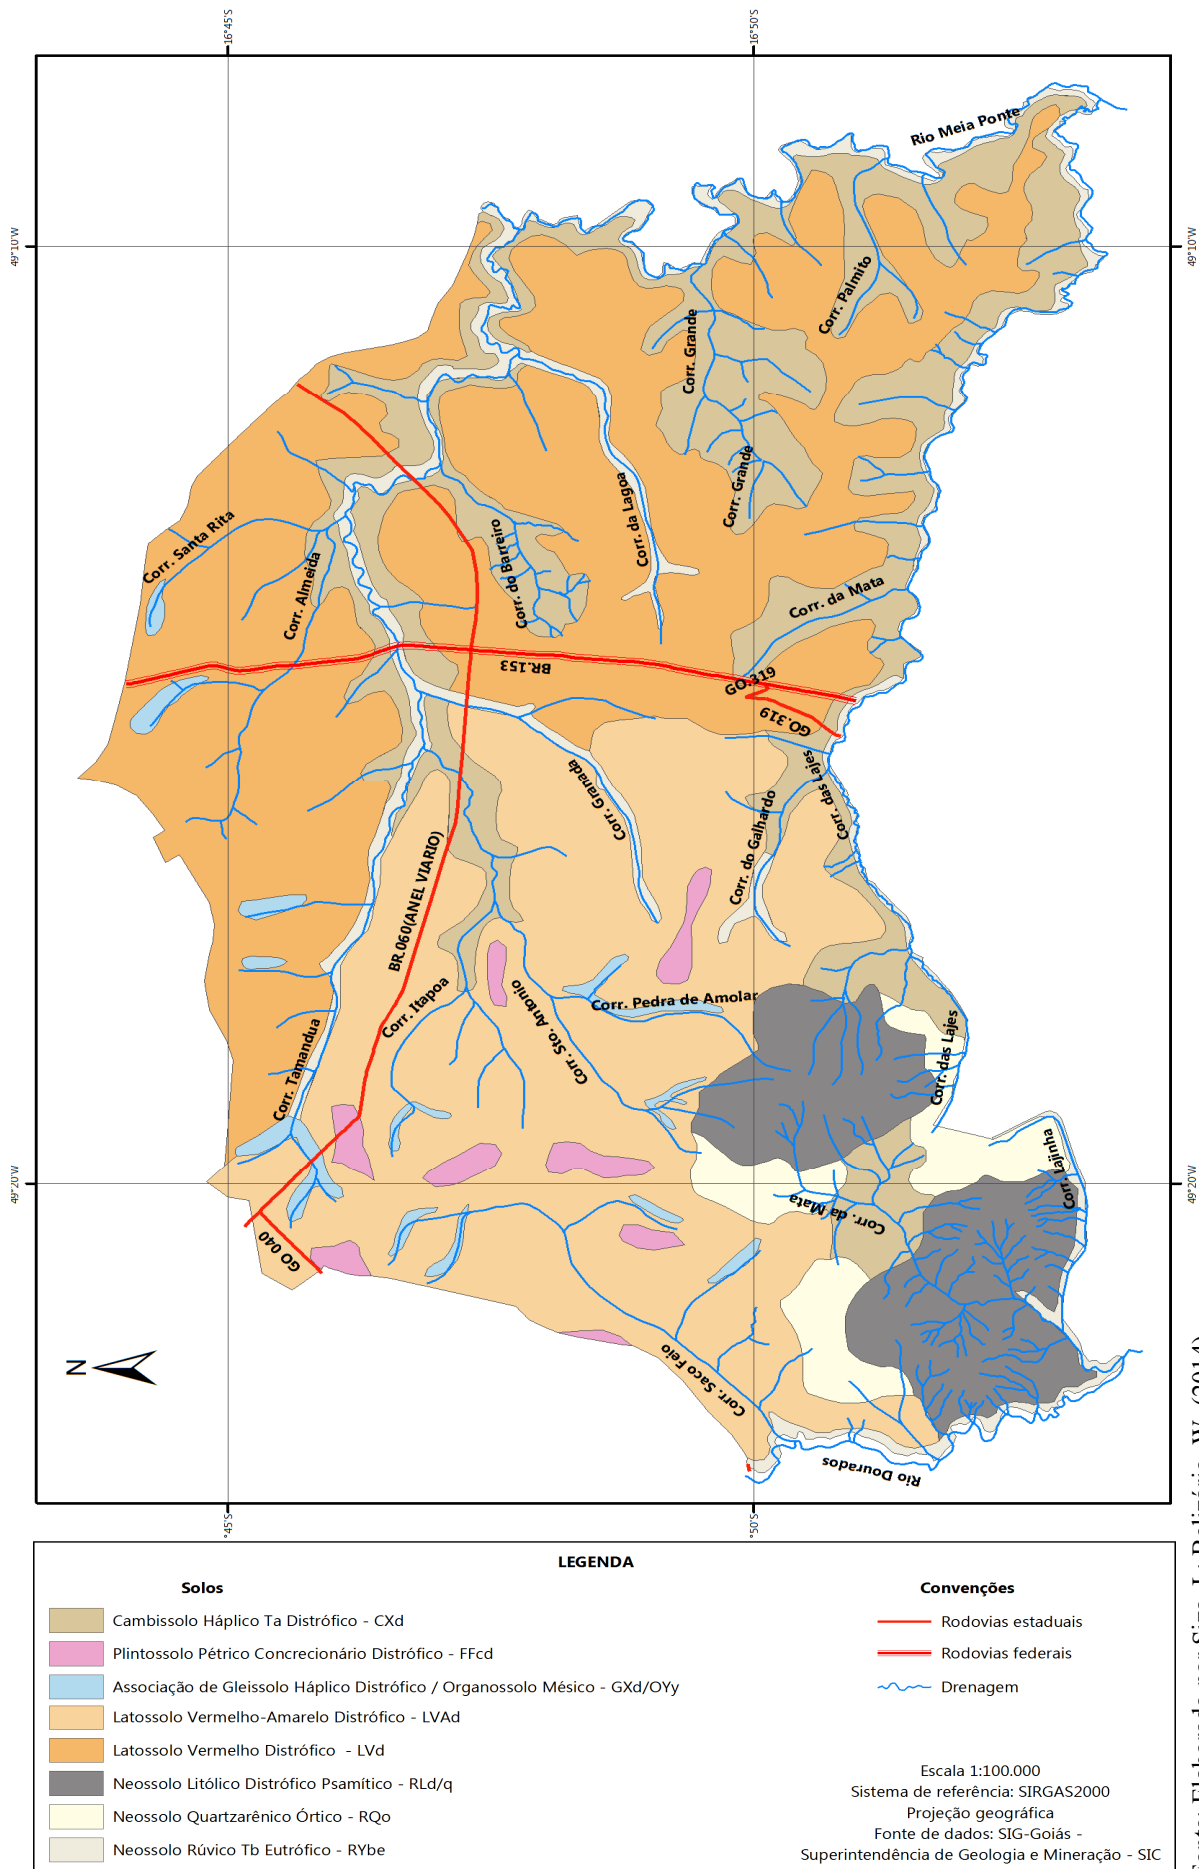 16°45'S
16°50'S
49°10'W
49°10'W
Rio Meia Ponte
Corr. Palmito
Corr. Grande
Corr. Grande
Corr. da Lagoa
Corr. Santa Rita
Corr. do Barreiro
Corr. Almeida
Corr. da Mata
BR.153
GO.319
GO.319
Corr. das Lajes
Corr. Granada
Corr. do Galhardo
BR.060(ANEL VIARIO)
Corr. Itapoa
Corr. Sto. Antonio
Corr. Pedra de Amolar
Corr. Tamandua
Corr. das Lajes
Corr. Lajinha
49°20'W
49°20'W
Corr. da Mata
GO 040
N
Corr. Saco Feio
Rio Dourados
°45'S
°50'S
LEGENDA
Solos
Cambissolo Háplico Ta Distrófico - CXd
Plintossolo Pétrico Concrecionário Distrófico - FFcd
Associação de Gleissolo Háplico Distrófico / Organossolo Mésico - GXd/OYy
Latossolo Vermelho-Amarelo Distrófico - LVAd
Latossolo Vermelho Distrófico - LVd
Neossolo Litólico Distrófico Psamítico - RLd/q
Neossolo Quartzarênico Órtico - RQo
Neossolo Rúvico Tb Eutrófico - RYbe
Convenções
Rodovias estaduais
Rodovias federais
Drenagem
Escala 1:100.000
Sistema de referência: SIRGAS2000
Projeção geográfica
Fonte de dados: SIG-Goiás -
Superintendência de Geologia e Mineração - SIC